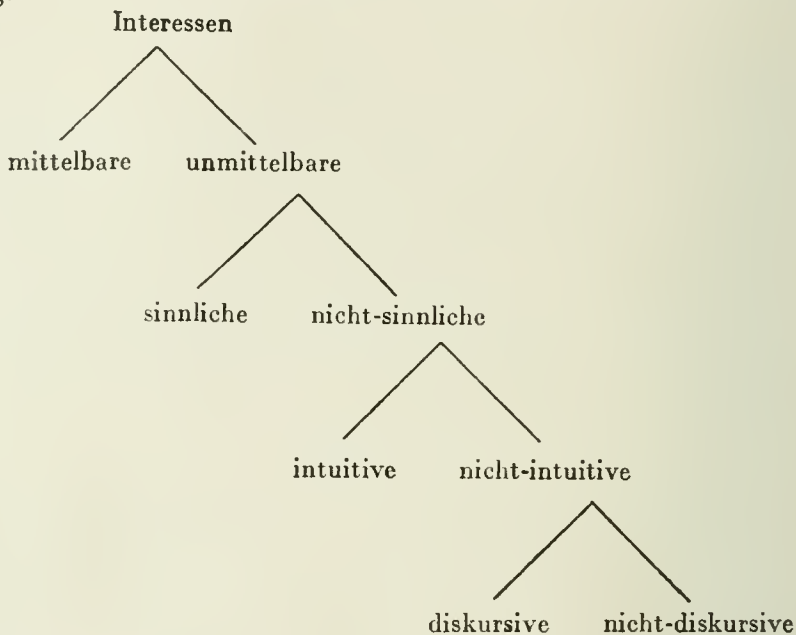 Interessen
mittelbare unmittelbare
sinnliche nicht-sinnliche
intuitive nicht-intuitive
diskursive nicht-diskursive